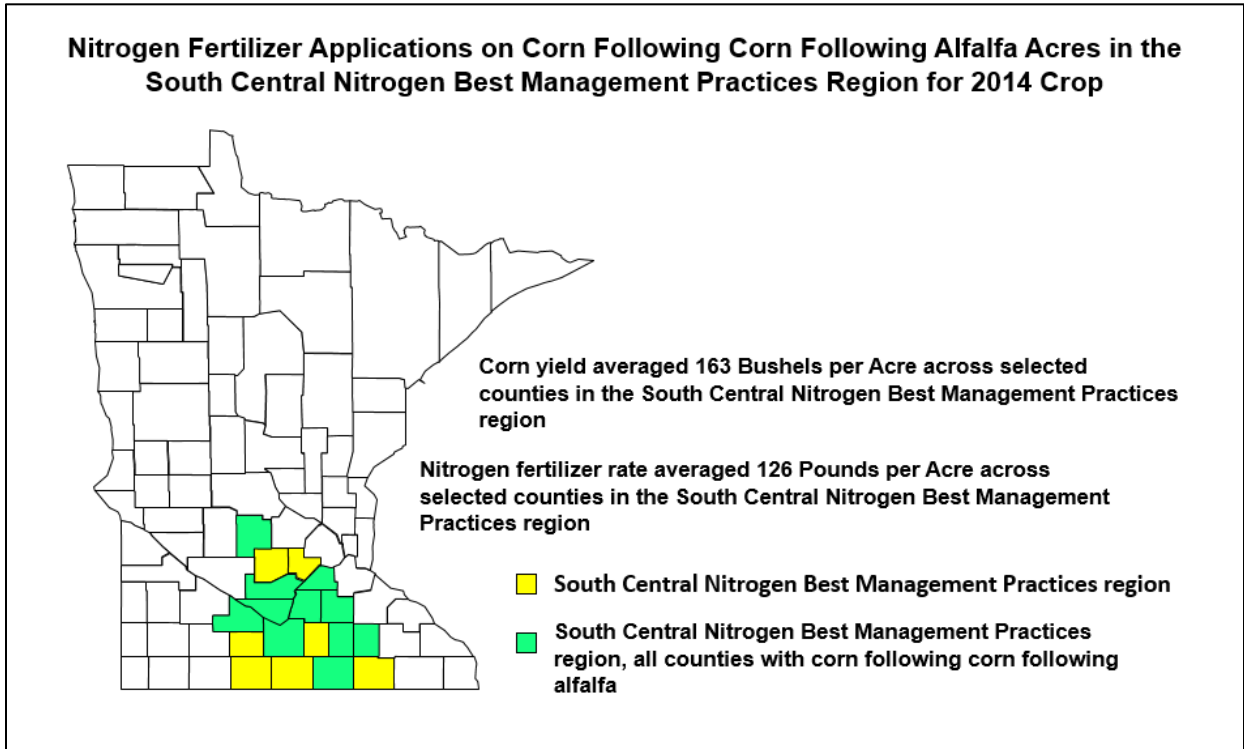 Nitrogen Fertilizer Applications on Corn Following Corn Following Alfalfa Acres in the
South Central Nitrogen Best Management Practices Region for 2014 Crop
Corn yield averaged 163 Bushels per Acre across selected
counties in the South Central Nitrogen Best Management Practices
region
Nitrogen fertilizer rate averaged 126 Pounds per Acre across
selected counties in the South Central Nitrogen Best Management
Practices region
South Central Nitrogen Best Management Practices region
South Central Nitrogen Best Management Practices
region, all counties with corn following corn following
alfalfa